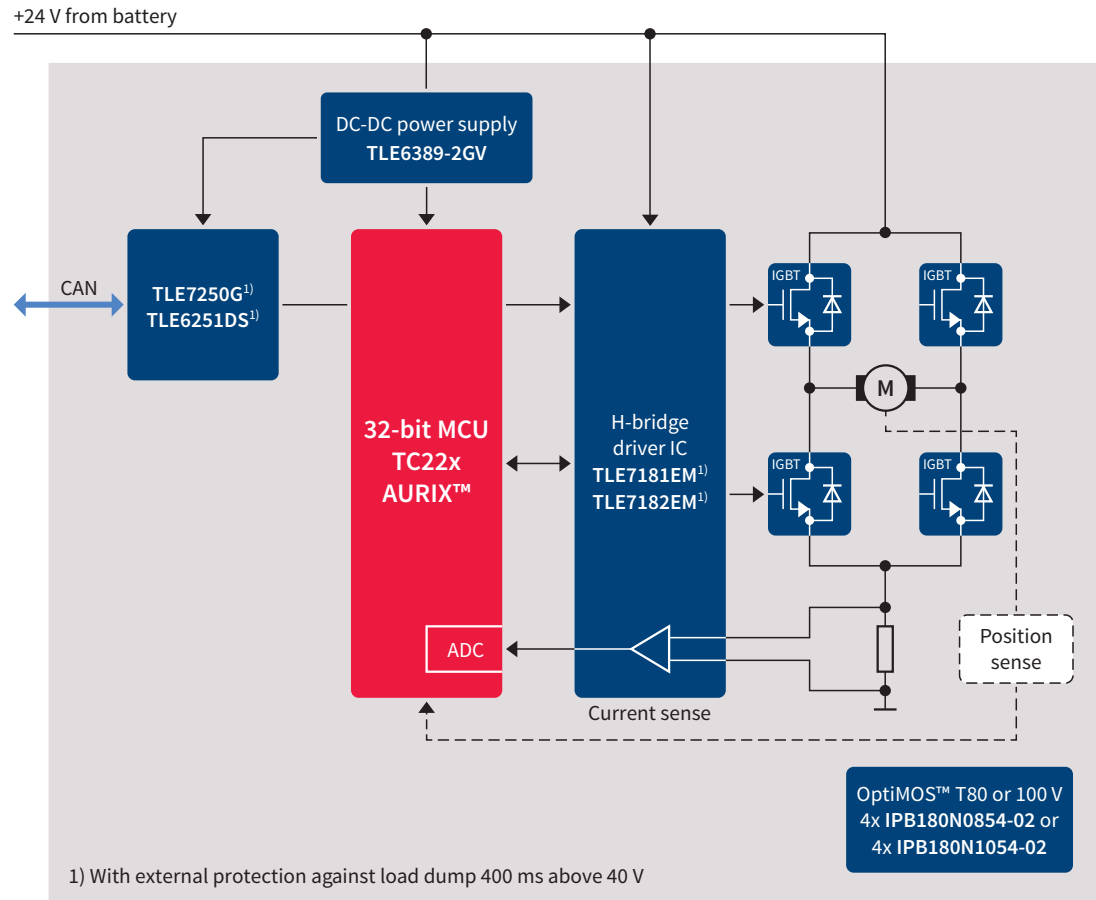 +24 V from battery
DC-DC power supply
TLE6389-2GV
CAN
TLE7250G1)
TLE6251DS1)
32-bit MCU
TC22x
AURIX™
ADC
H-bridge
driver IC
TLE7181EM1)
TLE7182EM1)
Current sense
IGBT
IGBT
M
IGBT
IGBT
Position
sense
OptiMOS™ T80 or 100 V
4x IPB180N0854-02 or
4x IPB180N1054-02
1) With external protection against load dump 400 ms above 40 V